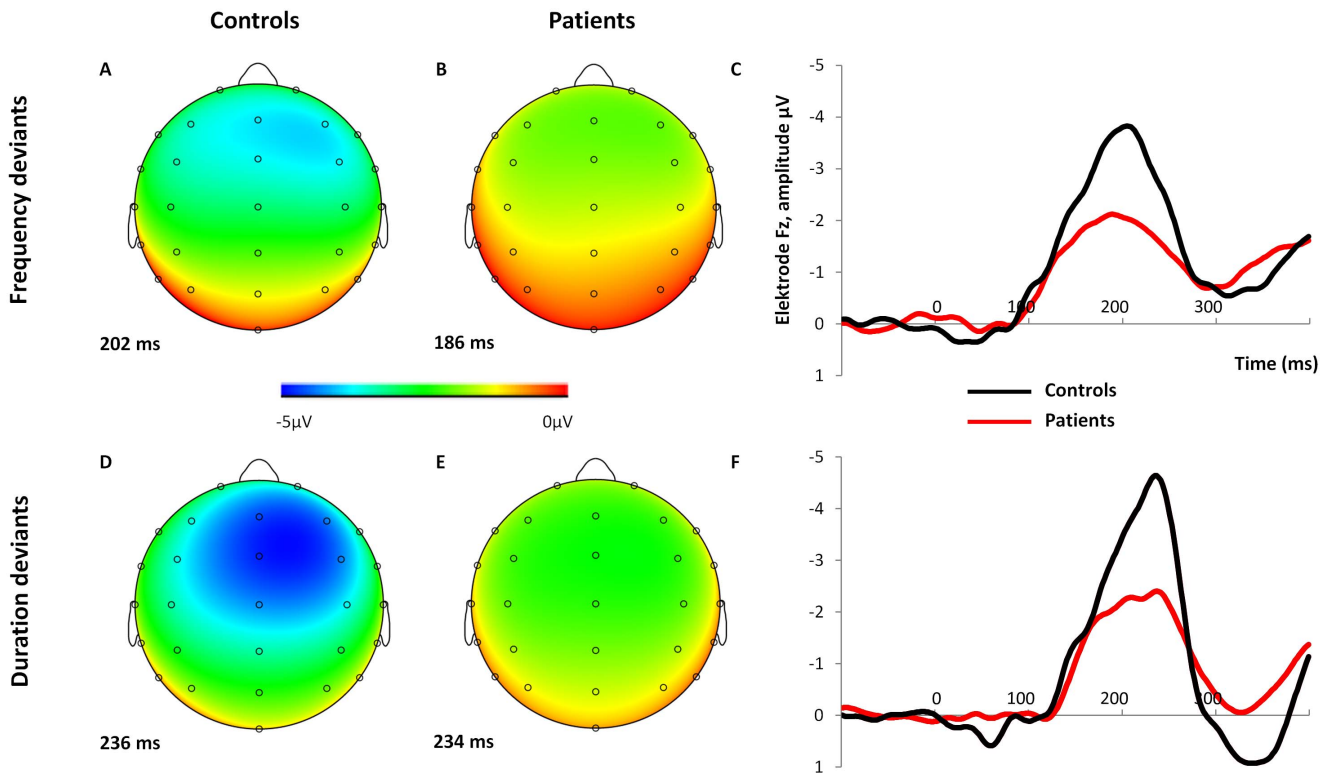 Controls
Patients
Frequency deviants
A
B
C
202 ms
186 ms
Elektrode Fz, amplitude µV
-5
-4
-3
-2
-1
0
1
0
100
200
300
Time (ms)
-5µV
0µV
Controls
Patients
Duration deviants
D
E
F
236 ms
234 ms
-5
-4
-3
-2
-1
0
1
0
100
200
300